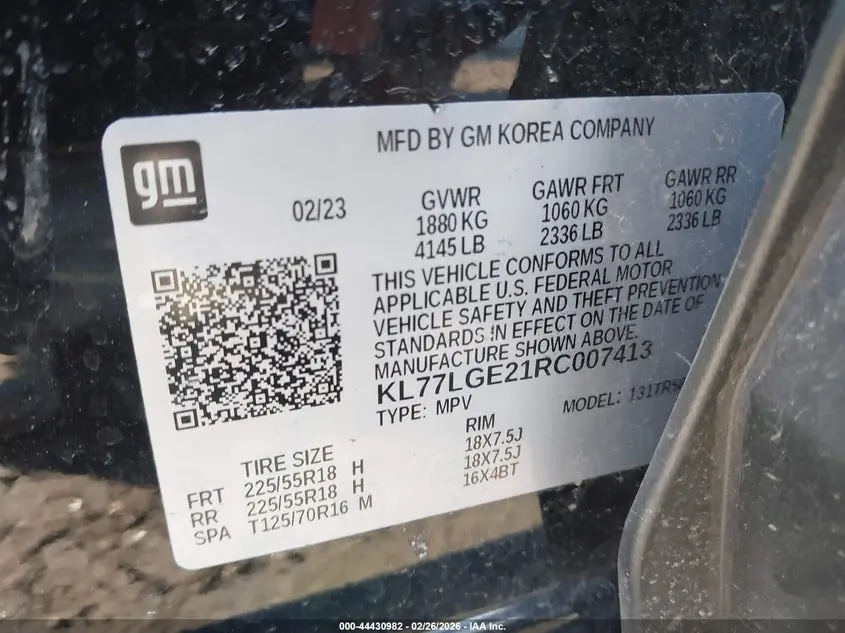 MFD BY GM KOREA COMPANY
gm
02/23
GVWR
1880 KG
4145 LB
GAWR FRT
1060 KG
2336 LB
GAWR RR
1060 KG
2336 LB
THIS VEHICLE CONFORMS TO ALL
APPLICABLE U.S. FEDERAL MOTOR
VEHICLE SAFETY AND THEFT PREVENTION
STANDARDS IN EFFECT ON THE DATE OF
MANUFACTURE SHOWN ABOVE.
KL77LGE21RC007413
TYPE: MPV
MODEL:
TIRE SIZE
RIM
FRT 225/55R18 H 18X7.5J
RR 225/55R18 H 18X7.5J
SPA T125/70R16 M 16X4BT
000-44430982 - 02/26/2026 - IAA Inc.